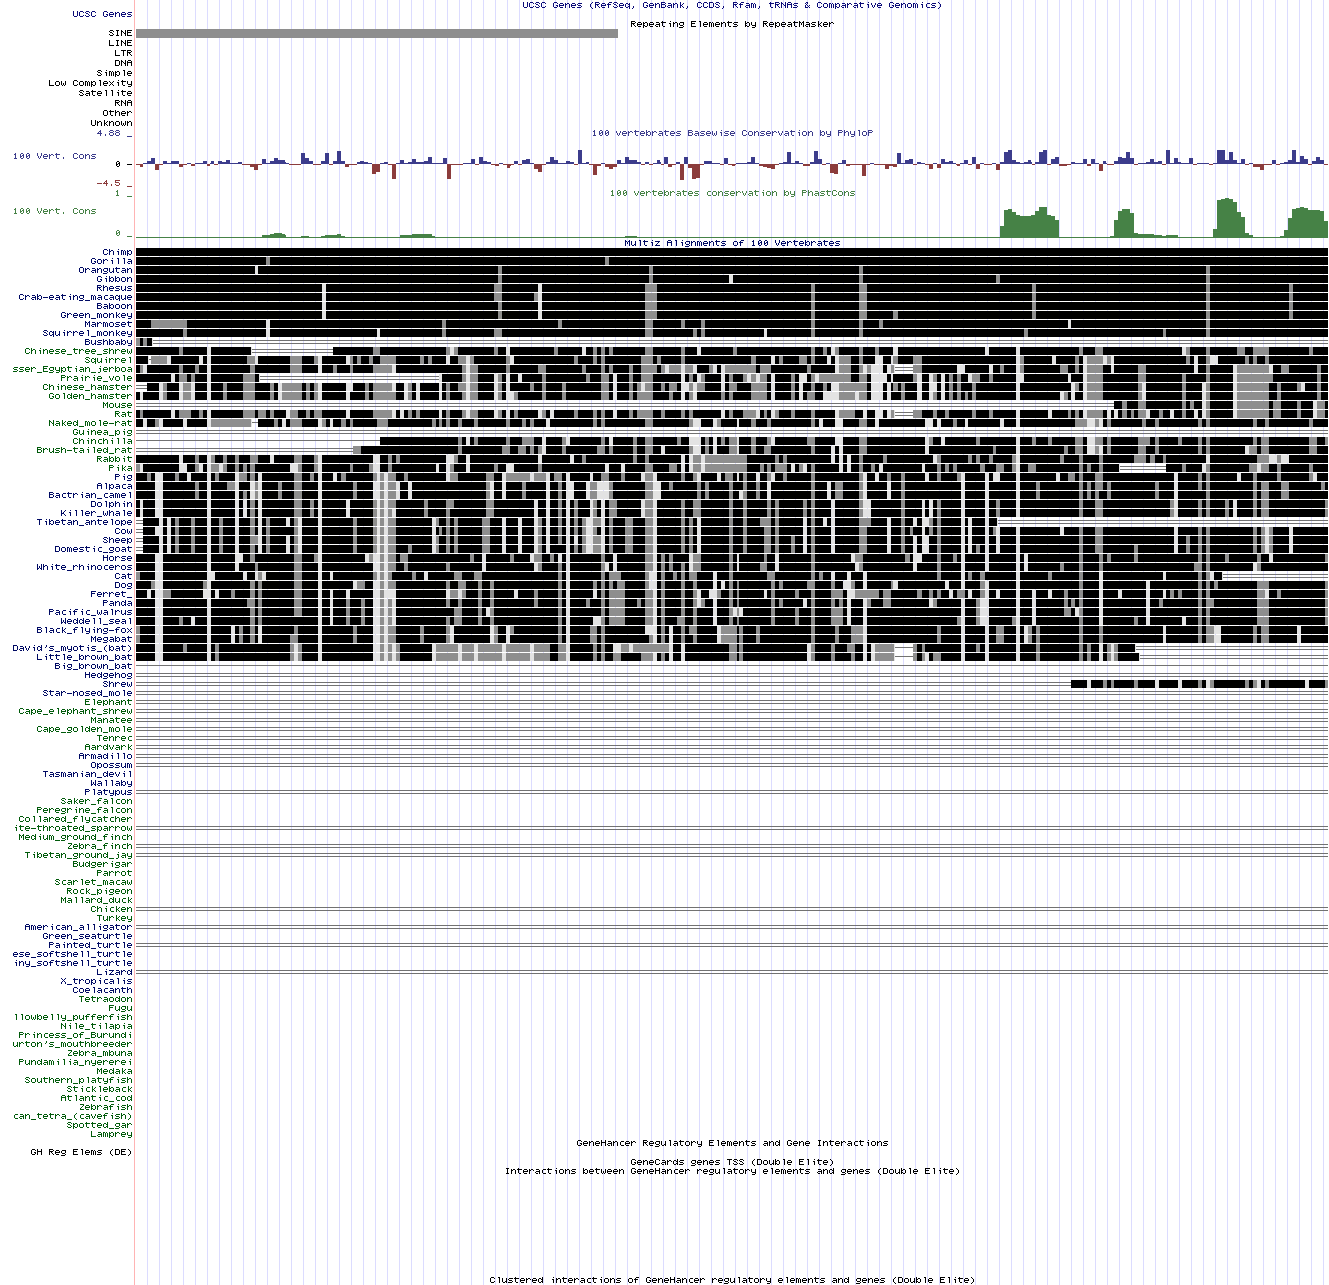 UCSC Genes (RefSeq, GenBank, CCDS, Rfam, tRNAs & Comparative Genomics)
UCSC Genes
Repeating Elements by RepeatMasker
SINE
LINE
LTR
DNA
Simple
Low Complexity
Satellite
RNA
Other
Unknown
4.88 _
100 vertebrates Basewise Conservation by PhyloP
100 Vert. Cons
0 _
-4.5 _
1 _
100 vertebrates conservation by PhastCons
100 Vert. Cons
0 _
Multiz Alignments of 100 Vertebrates
Chimp
Gorilla
Orangutan
Gibbon
Rhesus
Crab-eating_macaque
Baboon
Green_monkey
Marmoset
Squirrel_monkey
Bushbaby
Chinese_tree_shrew
Squirrel
sser_Egyptian_jerboa
Prairie_vole
Chinese_hamster
Golden_hamster
Mouse
Rat
Naked_mole-rat
Guinea_pig
Chinchilla
Brush-tailed_rat
Rabbit
Pika
Pig
Alpaca
Bactrian_camel
Dolphin
Killer_whale
Tibetan_antelope
Cow
Sheep
Domestic_goat
Horse
White_rhinoceros
Cat
Dog
Ferret_
Panda
Pacific_walrus
Weddell_seal
Black_flying-fox
Megabat
David's_myotis_(bat)
Little_brown_bat
Big_brown_bat
Hedgehog
Shrew
Star-nosed_mole
Elephant
Cape_elephant_shrew
Manatee
Cape_golden_mole
Tenrec
Aardvark
Armadillo
Opossum
Tasmanian_devil
Wallaby
Platypus
Saker_falcon
Peregrine_falcon
Collared_flycatcher
ite-throated_sparrow
Medium_ground_finch
Zebra_finch
Tibetan_ground_jay
Budgerigar
Parrot
Scarlet_macaw
Rock_pigeon
Mallard_duck
Chicken
Turkey
American_alligator
Green_seaturtle
Painted_turtle
ese_softshell_turtle
iny_softshell_turtle
Lizard
X_tropicalis
Coelacanth
Tetraodon
Fugu
llowbelly_pufferfish
Nile_tilapia
Princess_of_Burundi
urton's_mouthbreeder
Zebra_mbuna
Pundamilia_nyererei
Medaka
Southern_platyfish
Stickleback
Atlantic_cod
Zebrafish
can_tetra_(cavefish)
Spotted_gar
Lamprey
GeneHancer Regulatory Elements and Gene Interactions
GH Reg Elems (DE)
GeneCards genes TSS (Double Elite)
Interactions between GeneHancer regulatory elements and genes (Double Elite)
Clustered interactions of GeneHancer regulatory elements and genes (Double Elite)